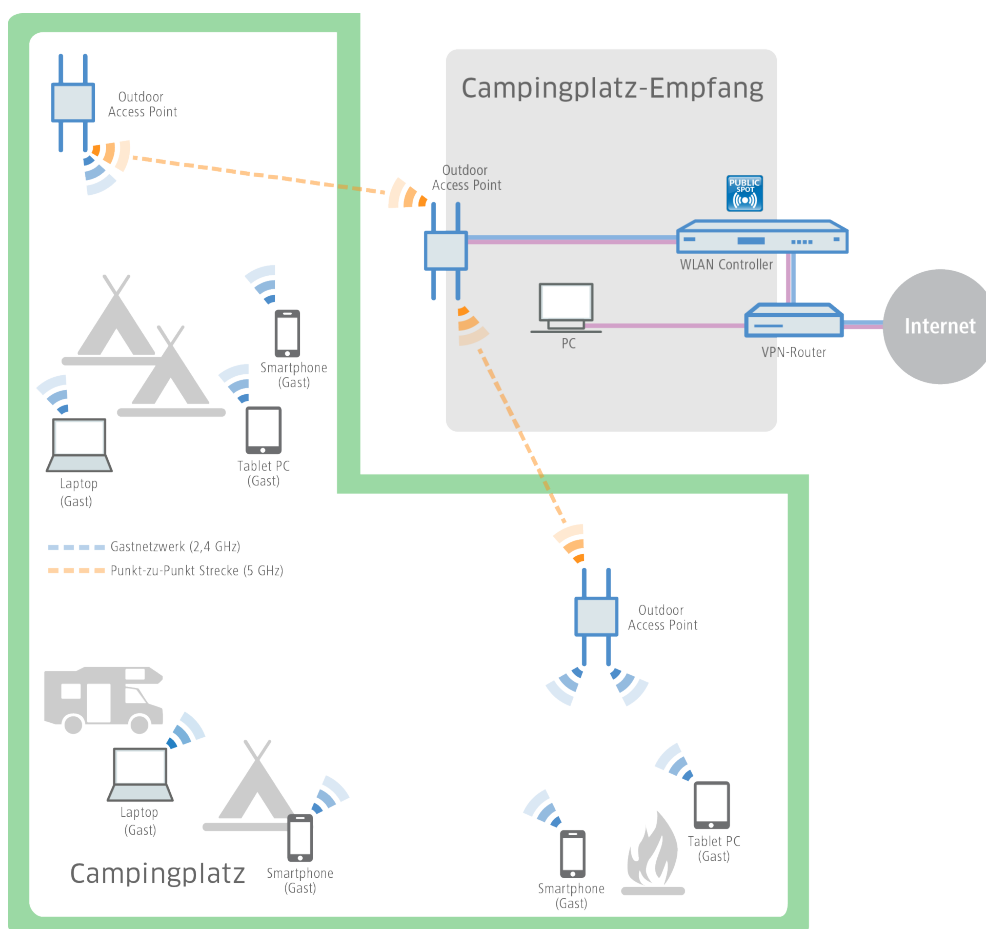 Campingplatz-Empfang
Outdoor
Access Point
Outdoor
Access Point
PUBLIC
SPOT
WLAN Controller
Internet
PC
VPN-Router
Smartphone
(Gast)
Tablet PC
(Gast)
Laptop
(Gast)
Gastnetzwerk (2,4 GHz)
Punkt-zu-Punkt Strecke (5 GHz)
Outdoor
Access Point
Laptop
(Gast)
Smartphone
(Gast)
Campingplatz
Smartphone
(Gast)
Tablet PC
(Gast)